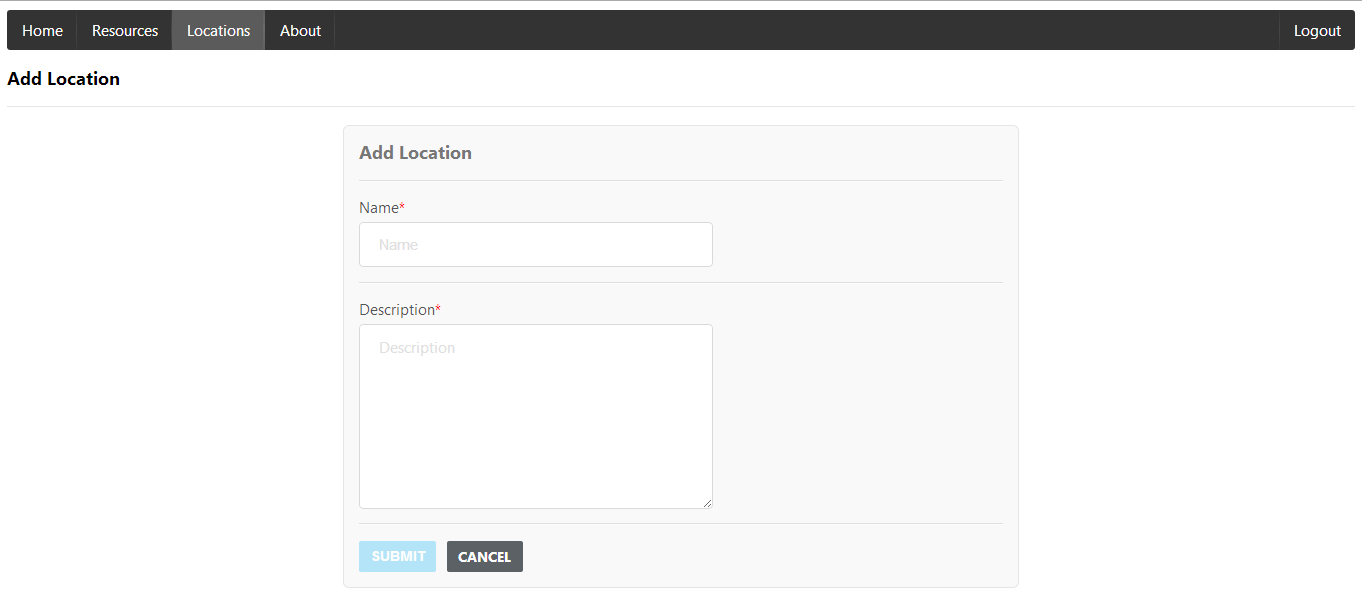 Home Resources Locations About Logout
Add Location
Add Location
Name*
Name
Description*
Description
SUBMIT CANCEL